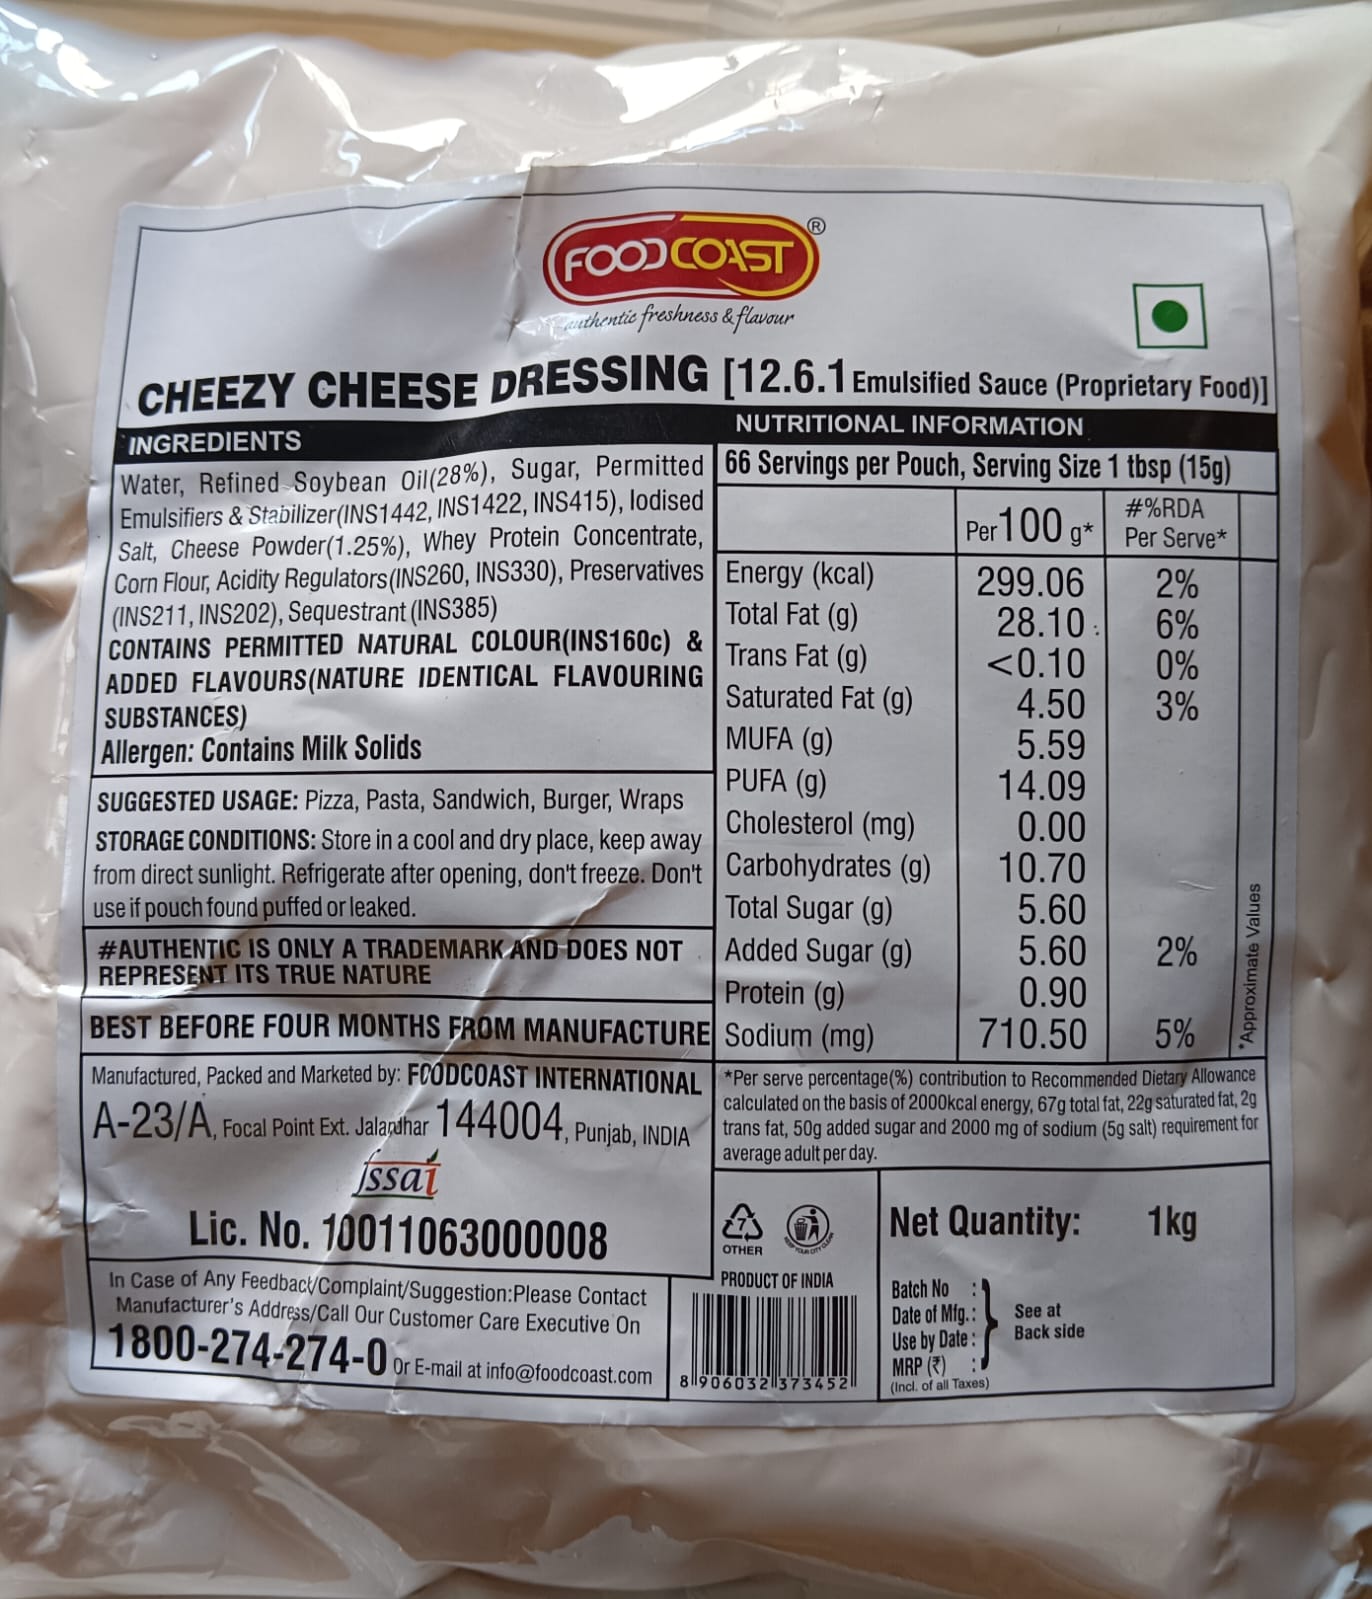 FOODCOAST ®
authentic freshness & flavour
CHEEZY CHEESE DRESSING [12.6.1 Emulsified Sauce (Proprietary Food)]
INGREDIENTS
Water, Refined Soybean Oil(28%), Sugar, Permitted
Emulsifiers & Stabilizer(INS1442, INS1422, INS415), Iodised
Salt, Cheese Powder(1.25%), Whey Protein Concentrate,
Corn Flour, Acidity Regulators(INS260, INS330), Preservatives
(INS211, INS202), Sequestrant (INS385)
CONTAINS PERMITTED NATURAL COLOUR(INS160c) &
ADDED FLAVOURS(NATURE IDENTICAL FLAVOURING
SUBSTANCES)
Allergen: Contains Milk Solids
SUGGESTED USAGE: Pizza, Pasta, Sandwich, Burger, Wraps
STORAGE CONDITIONS: Store in a cool and dry place, keep away
from direct sunlight. Refrigerate after opening, don't freeze. Don't
use if pouch found puffed or leaked.
#AUTHENTIC IS ONLY A TRADEMARK AND DOES NOT
REPRESENT ITS TRUE NATURE
BEST BEFORE FOUR MONTHS FROM MANUFACTURE
Manufactured, Packed and Marketed by: FOODCOAST INTERNATIONAL
A-23/A, Focal Point Ext. Jalandhar 144004, Punjab, INDIA
fssai
Lic. No. 10011063000008
In Case of Any Feedback/Complaint/Suggestion:Please Contact
Manufacturer's Address/Call Our Customer Care Executive On
1800-274-274-0 Or E-mail at info@foodcoast.com
NUTRITIONAL INFORMATION
66 Servings per Pouch, Serving Size 1 tbsp (15g)
Per 100 g* #%RDA
Per Serve*
Energy (kcal) 299.06 2%
Total Fat (g) 28.10 6%
Trans Fat (g) <0.10 0%
Saturated Fat (g) 4.50 3%
MUFA (g) 5.59
PUFA (g) 14.09
Cholesterol (mg) 0.00
Carbohydrates (g) 10.70
Total Sugar (g) 5.60
Added Sugar (g) 5.60 2%
Protein (g) 0.90
Sodium (mg) 710.50 5%
*Approximate Values
*Per serve percentage(%) contribution to Recommended Dietary Allowance
calculated on the basis of 2000kcal energy, 67g total fat, 22g saturated fat, 2g
trans fat, 50g added sugar and 2000 mg of sodium (5g salt) requirement for
average adult per day.
7
OTHER
KEEP YOUR CITY CLEAN
PRODUCT OF INDIA
8 906032 373452
Net Quantity: 1kg
Batch No :
Date of Mfg. :
Use by Date :
MRP (₹) :
(Incl. of all Taxes)
See at
Back side